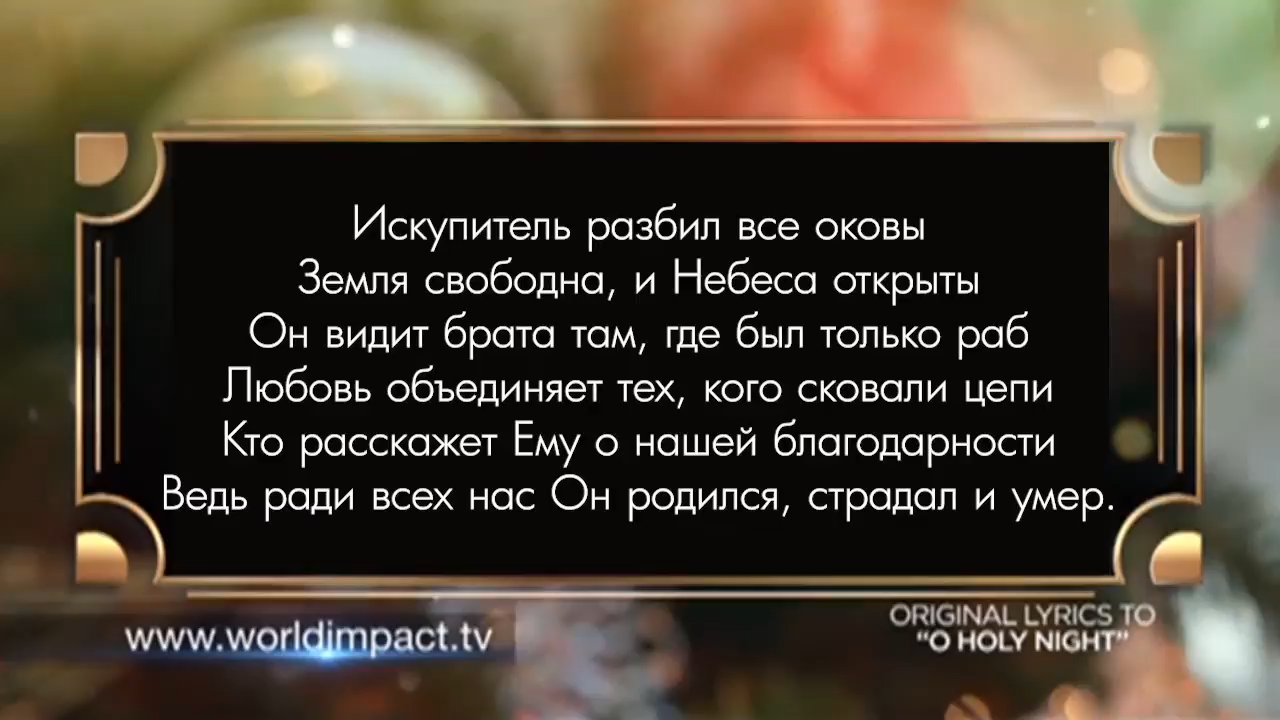 Искупитель разбил все оковы
Земля свободна, и Небеса открыты
Он видит брата там, где был только раб
Любовь объединяет тех, кого сковали цепи
Кто расскажет Ему о нашей благодарности
Ведь ради всех нас Он родился, страдал и умер.
www.worldimpact.tv
ORIGINAL LYRICS TO
“O HOLY NIGHT”